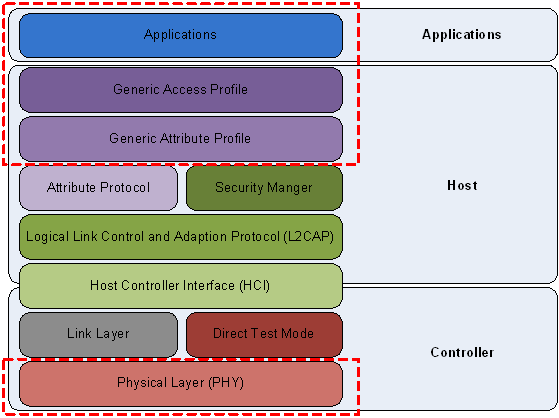 Applications
Applications
Generic Access Profile
Generic Attribute Profile
Attribute Protocol
Security Manger
Host
Logical Link Control and Adaption Protocol (L2CAP)
Host Controller Interface (HCI)
Link Layer
Direct Test Mode
Controller
Physical Layer (PHY)